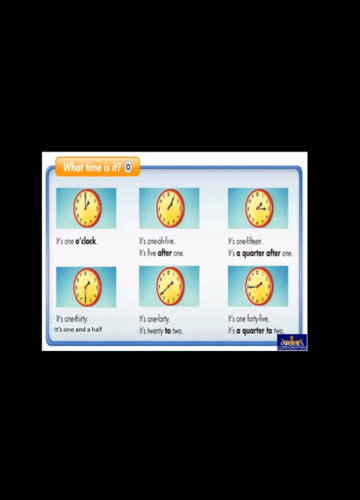 What time is it?
It's one o'clock.
It's one-oh-five.
It's five after one.
It's one-fifteen.
It's a quarter after one.
It's one-thirty.
It's one and a half
It's one-forty.
It's twenty to two.
It's one forty-five.
It's a quarter to two.